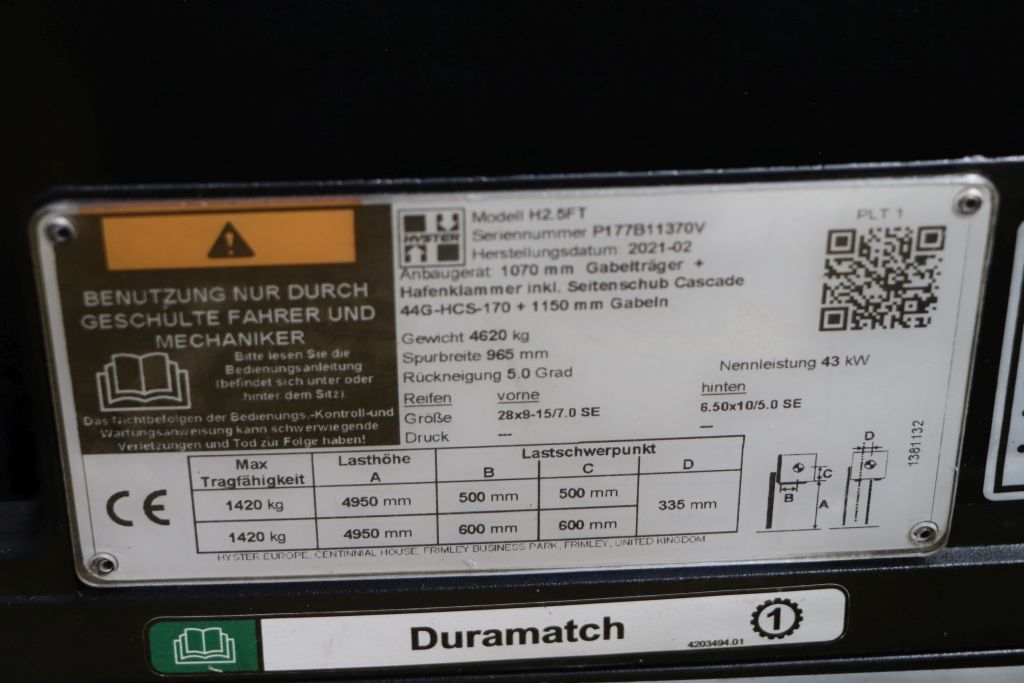 BENUTZUNG NUR DURCH
GESCHULTE FAHRER UND
MECHANIKER
Bitte lesen Sie die
Bedienungsanleitung
(befindet sich unter oder
hinter dem Sitz).
Das Nichtbefolgen der Bedienungs,-Kontroll-und
Wartungsanweisung kann schwerwiegende
Verletzungen und Tod zur Folge haben!
HYSTER
Modell H2.5FT
Seriennummer P177B11370V
Herstellungsdatum 2021-02
Anbaugerät 1070 mm Gabelträger +
Hafenklammer inkl. Seitenschub Cascade
44G-HCS-170 + 1150 mm Gabeln
PLT 1
Gewicht 4620 kg
Spurbreite 965 mm
Rückneigung 5.0 Grad
Nennleistung 43 kW
Reifen vorne hinten
Größe 28x9-15/7.0 SE 6.50x10/5.0 SE
Druck --- —
Max Tragfähigkeit Lasthöhe A Lastschwerpunkt B C D
1420 kg 4950 mm 500 mm 500 mm 335 mm
1420 kg 4950 mm 600 mm 600 mm
D
C
B
A
1381132
HYSTER EUROPE, CENTINNIAL HOUSE, FRIMLEY BUSINESS PARK, FRIMLEY, UNITED KINGDOM
CE
Duramatch
4203494.01
1